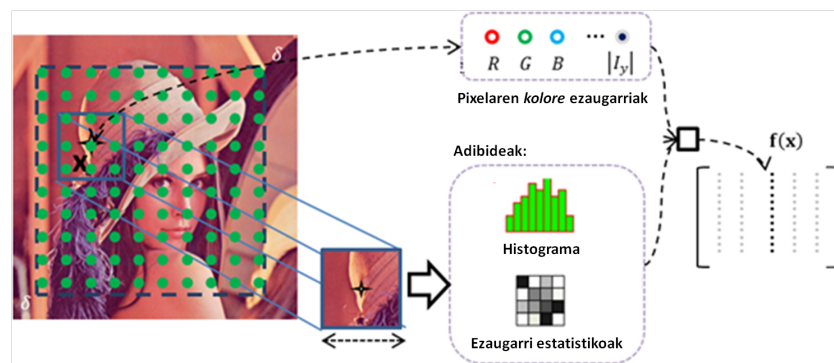 δ
R G B ... |I_y|
Pixelaren kolore ezaugarriak
x
Adibideak:
f(x)
Histograma
δ
Ezaugarri estatistikoak